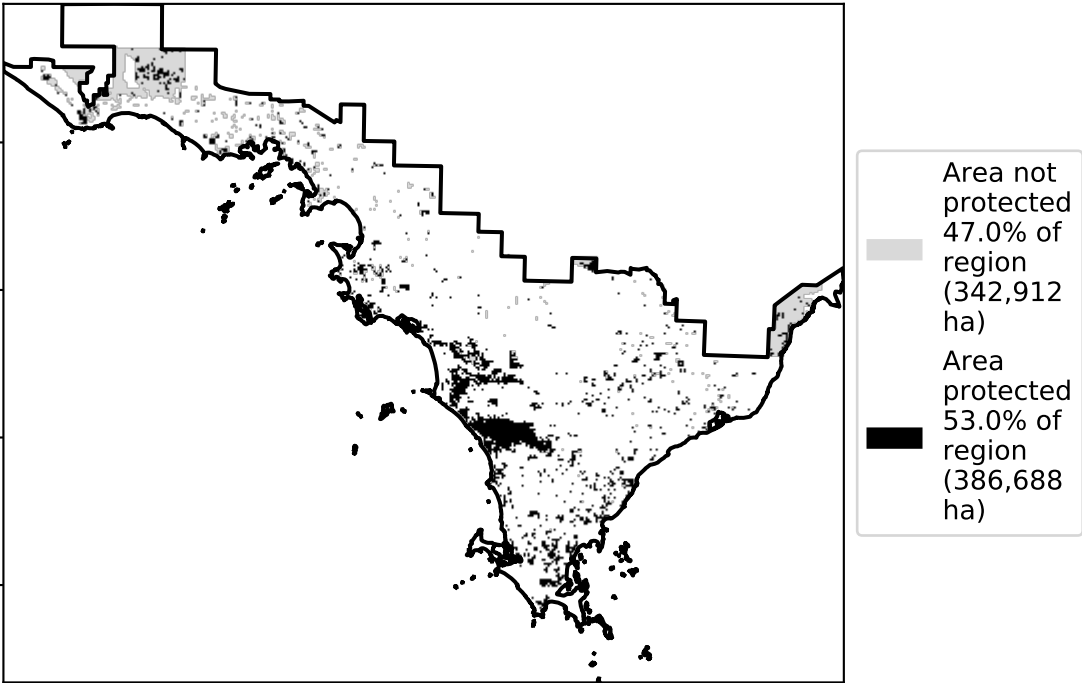 Area not
protected
47.0% of
region
(342,912
ha)
Area
protected
53.0% of
region
(386,688
ha)